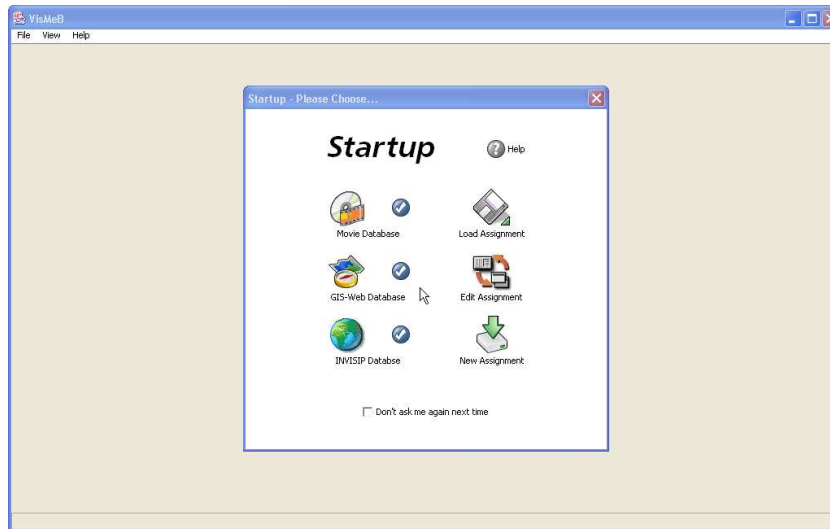 VisMeB
File View Help
Startup - Please Choose...
Startup
Help
Movie Database
Load Assignment
GIS-Web Database
Edit Assignment
INVISIP Databse
New Assignment
Don't ask me again next time